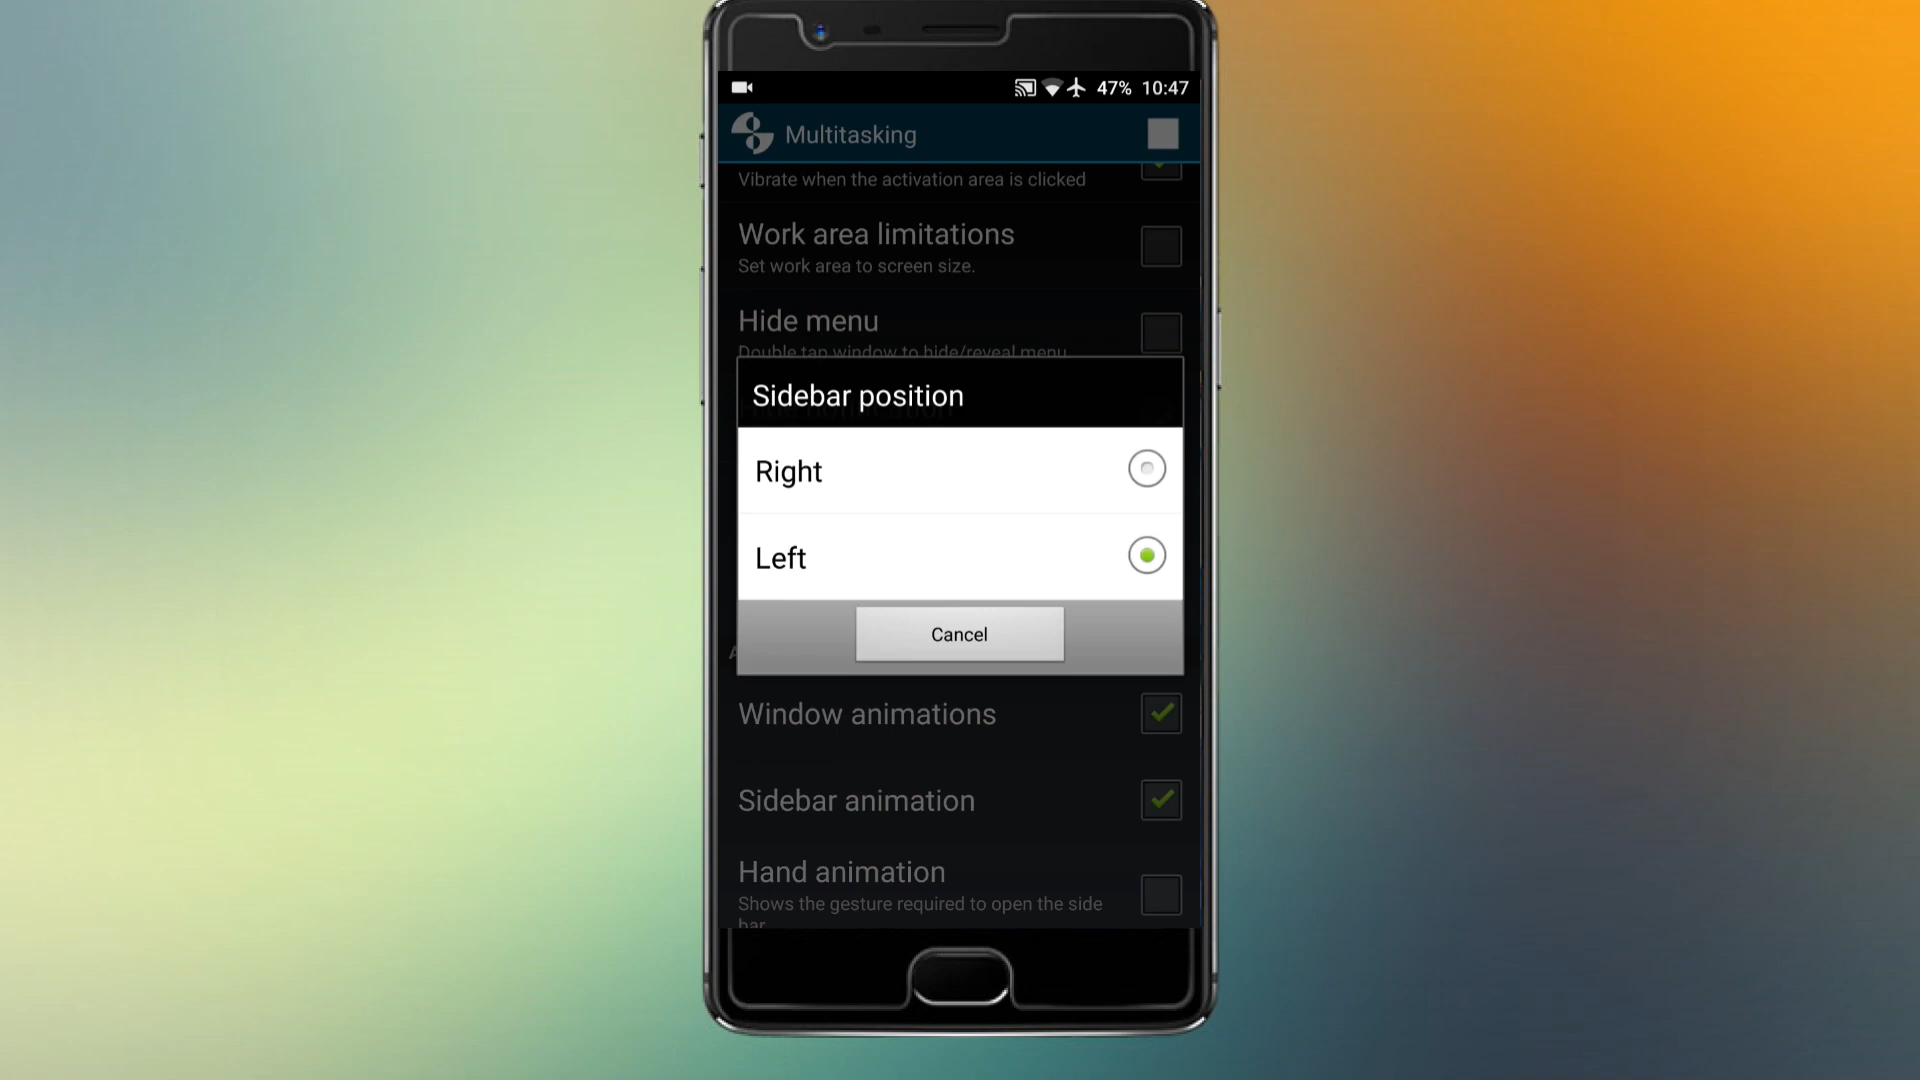 47% 10:47
Multitasking
Vibrate when the activation area is clicked
Work area limitations
Set work area to screen size.
Hide menu
Double tap window to hide/reveal menu
Sidebar position
Right
Left
Cancel
Window animations
Sidebar animation
Hand animation
Shows the gesture required to open the side
bar